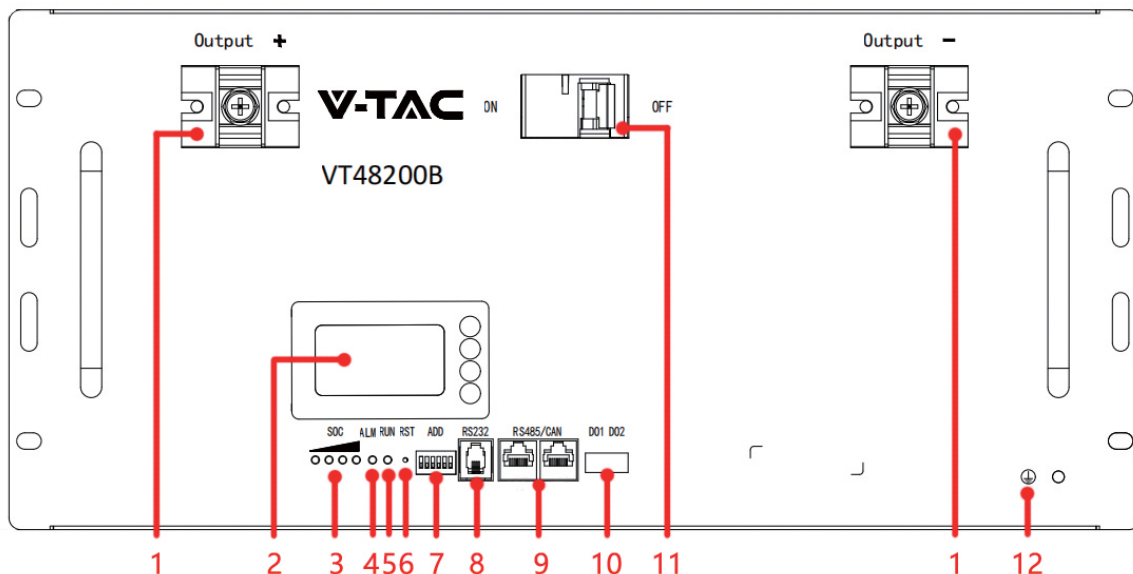 Output +
Output -
V-TAC
ON
OFF
VT48200B
SOC
ALM
RUN
RST
ADD
RS232
RS485/CAN
DO1 DO2
1
2
3
4
5
6
7
8
9
10
11
1
12